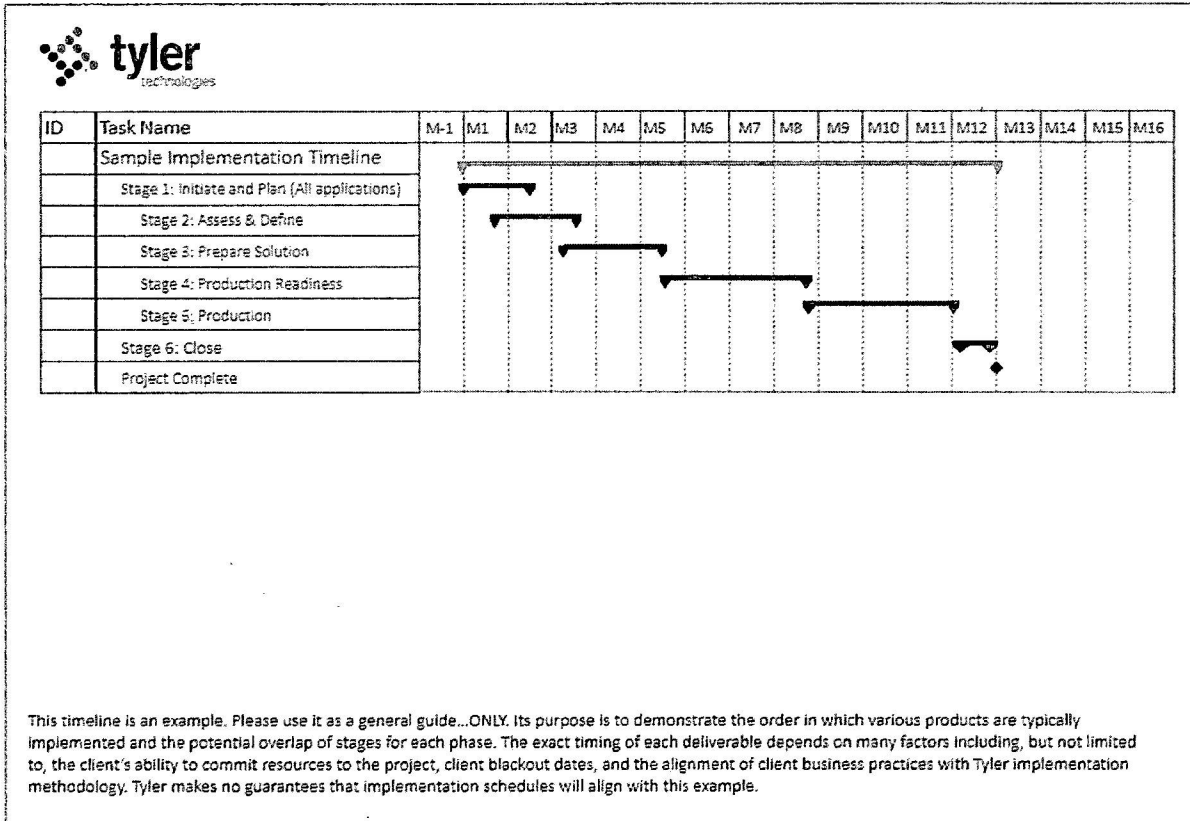 tyler
technologies
ID Task Name M-1 M1 M2 M3 M4 M5 M6 M7 M8 M9 M10 M11 M12 M13 M14 M15 M16
Sample Implementation Timeline
Stage 1: Initiate and Plan (All applications)
Stage 2: Assess & Define
Stage 3: Prepare Solution
Stage 4: Production Readiness
Stage 5: Production
Stage 6: Close
Project Complete
This timeline is an example. Please use it as a general guide...ONLY. Its purpose is to demonstrate the order in which various products are typically
implemented and the potential overlap of stages for each phase. The exact timing of each deliverable depends on many factors including, but not limited
to, the client's ability to commit resources to the project, client blackout dates, and the alignment of client business practices with Tyler implementation
methodology. Tyler makes no guarantees that implementation schedules will align with this example.